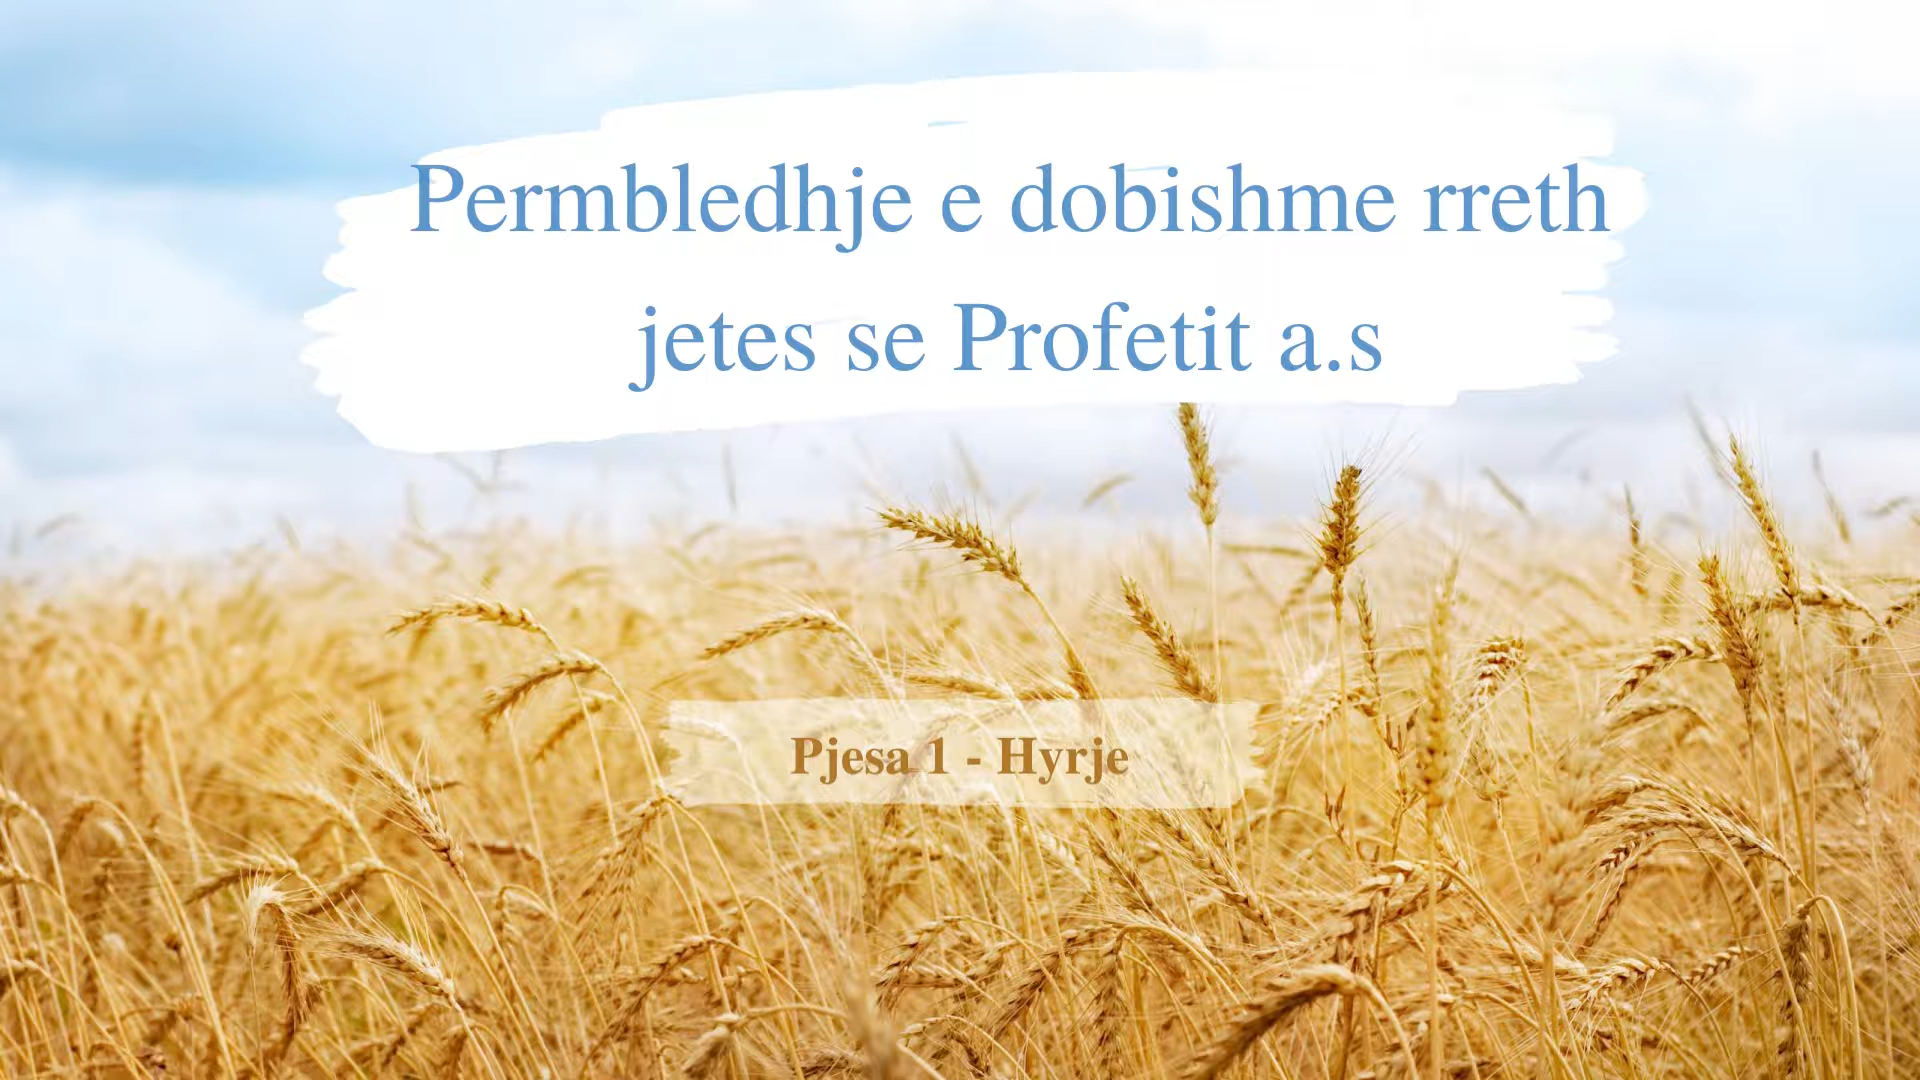 Permbledhje e dobishme rreth
jetes se Profetit a.s
Pjesa 1 - Hyrje